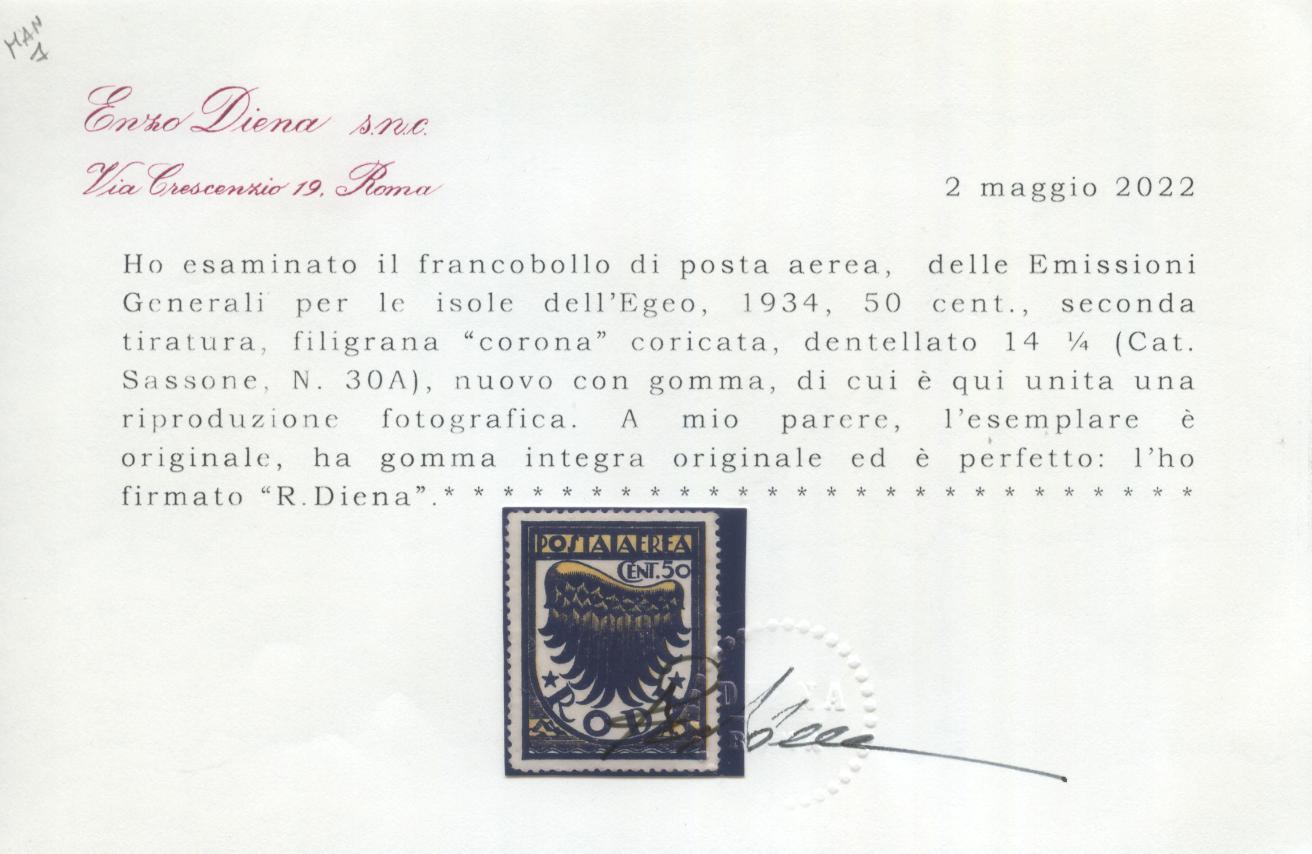 MAN
Enzo Diena s.n.c.
Via Crescenzio 19, Roma
2 maggio 2022
Ho esaminato il francobollo di posta aerea, delle Emissioni
Generali per le isole dell'Egeo, 1934, 50 cent., seconda
tiratura, filigrana “corona” coricata, dentellato 14 ¼ (Cat.
Sassone, N. 30A), nuovo con gomma, di cui è qui unita una
riproduzione fotografica. A mio parere, l'esemplare è
originale, ha gomma integra originale ed è perfetto: l'ho
firmato “R.Diena”.* * * * * * * * * * * * * * * * * * * * * * * * * *
POSTA AEREA
CENT.50
RODI